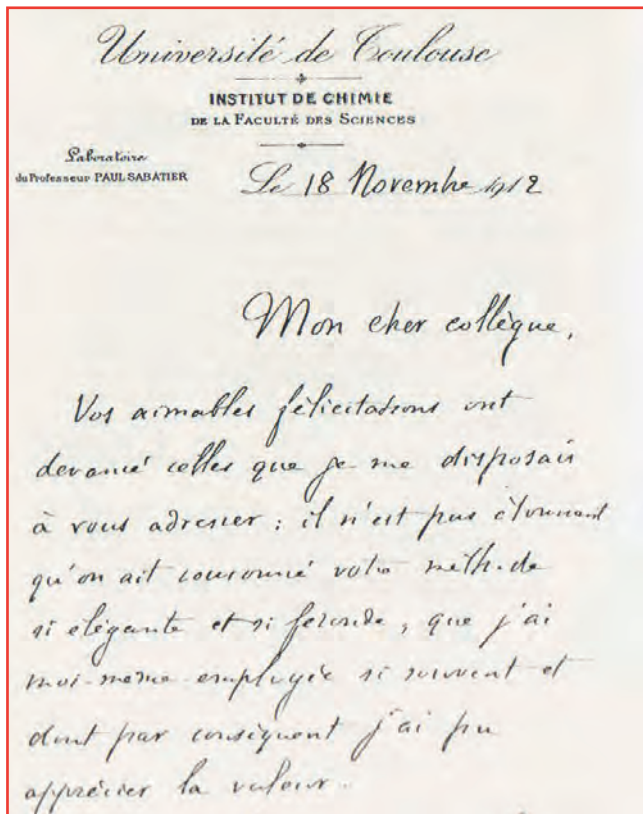 Université de Toulouse
INSTITUT DE CHIMIE
DE LA FACULTÉ DES SCIENCES
Laboratoire
du Professeur PAUL SABATIER
Le 18 Novembre 1912
Mon cher collègue,
Vos aimables félicitations ont
devancé celles que je me disposais
à vous adresser : il n'est pas étonnant
qu'on ait couronné votre méthode
si élégante et si féconde, que j'ai
moi-même employée si souvent et
dont par conséquent j'ai pu
apprécier la valeur.